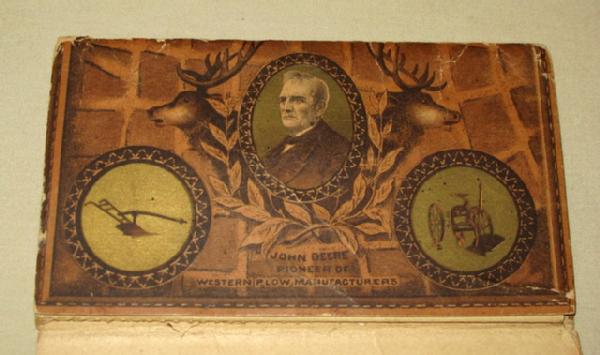 JOHN DEERE
PIONEER OF
WESTERN PLOW MANUFACTURERS